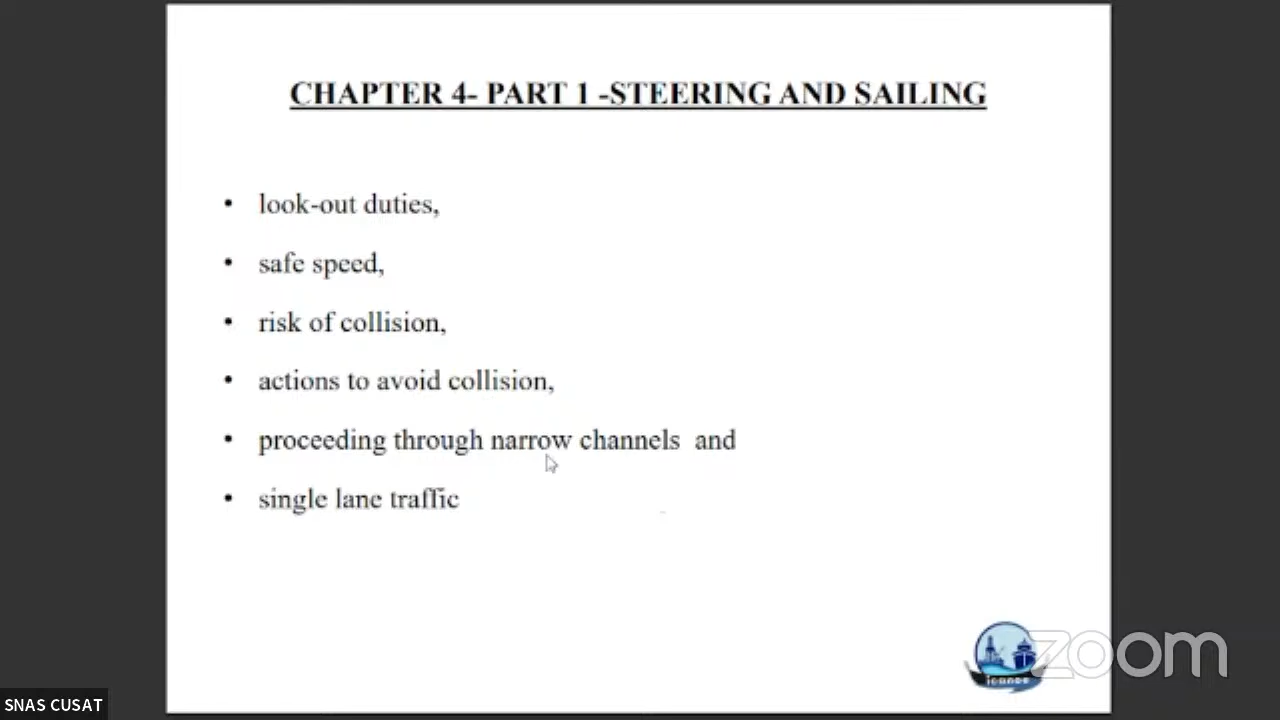 CHAPTER 4- PART 1 -STEERING AND SAILING
• look-out duties,
• safe speed,
• risk of collision,
• actions to avoid collision,
• proceeding through narrow channels and
• single lane traffic
zoom
SNAS CUSAT